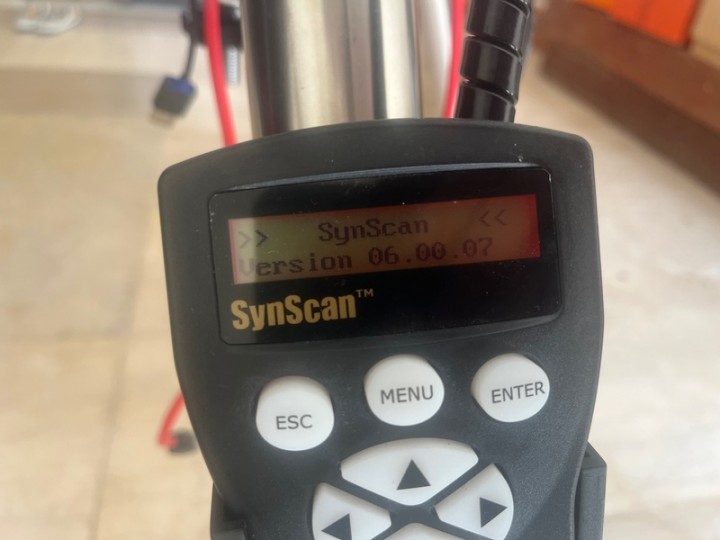 >> SynScan <<
Version 06.00.07
SynScan™
ESC
MENU
ENTER